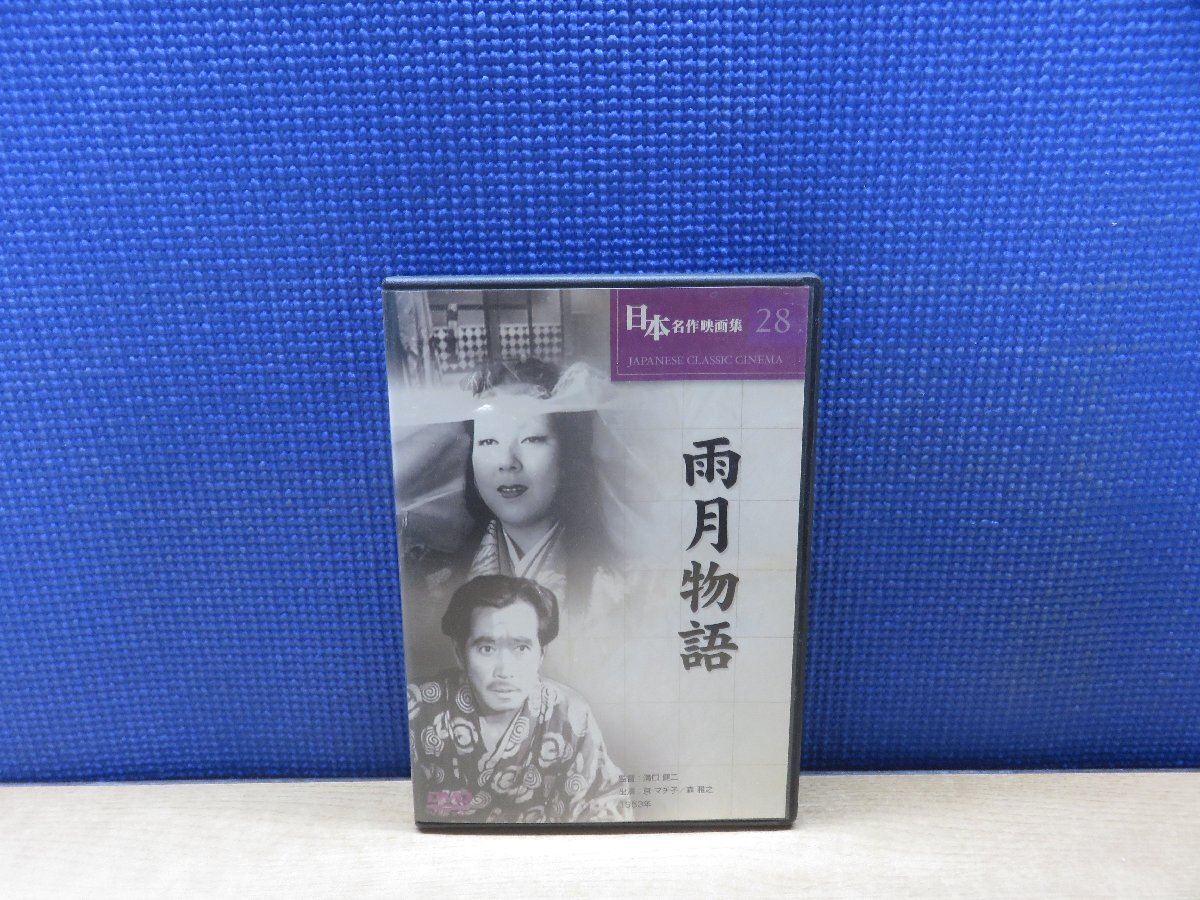 日本名作映画集 28
JAPANESE CLASSIC CINEMA
雨月物語
監督：溝口 健二
出演：京 マチ子／森 雅之
1953年